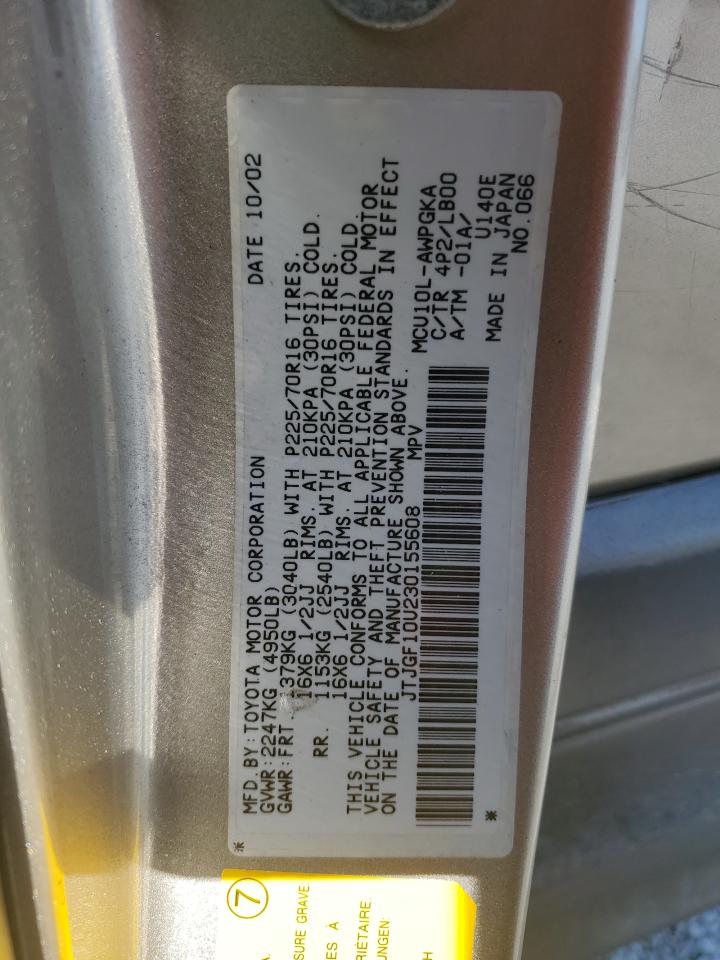 MFD. BY: TOYOTA MOTOR CORPORATION DATE 10/02
GVWR: 2247KG (4950LB)
GAWR: FRT. 1379KG (3040LB) WITH P225/70R16 TIRES.
16X6 1/2JJ RIMS. AT 210KPA (30PSI) COLD.
RR. 1153KG (2540LB) WITH P225/70R16 TIRES.
16X6 1/2JJ RIMS. AT 210KPA (30PSI) COLD.
THIS VEHICLE CONFORMS TO ALL APPLICABLE FEDERAL MOTOR
VEHICLE SAFETY AND THEFT PREVENTION STANDARDS IN EFFECT
ON THE DATE OF MANUFACTURE SHOWN ABOVE.
JTJGF10U230155608 MPV
MCU10L-AWPGKA
C/TR 4P2/LB00
A/TM -01A/
U140E
MADE IN JAPAN
NO. 066
7
SURE GRAVE
ES À
RIÉTAIRE
UNGEN:
H